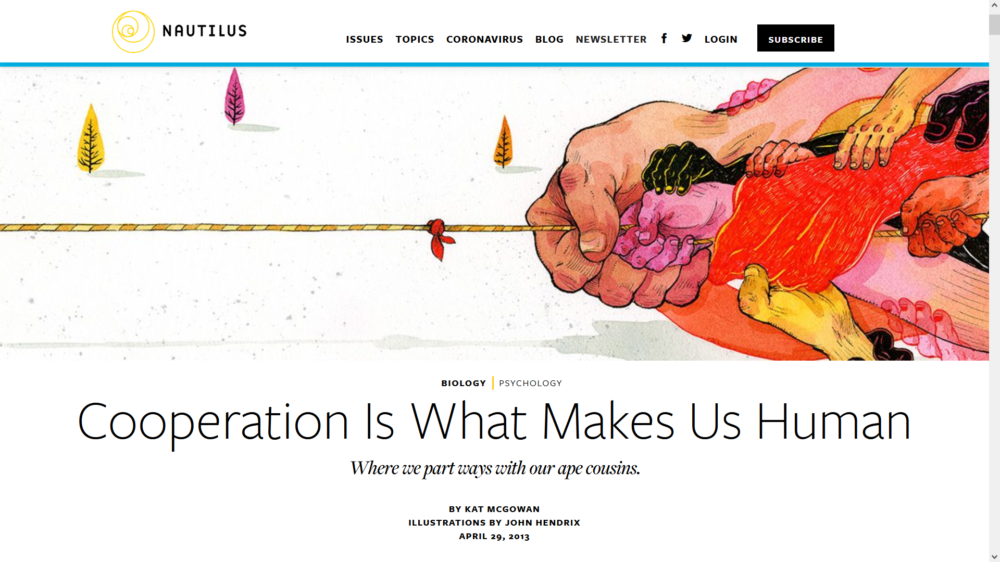 NAUTILUS
ISSUES TOPICS CORONAVIRUS BLOG NEWSLETTER LOGIN SUBSCRIBE
BIOLOGY PSYCHOLOGY
Cooperation Is What Makes Us Human
Where we part ways with our ape cousins.
BY KAT MCGOWAN
ILLUSTRATIONS BY JOHN HENDRIX
APRIL 29, 2013